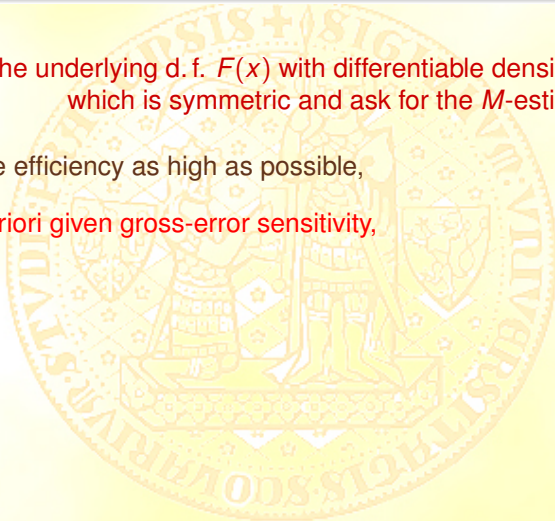 he underlying d. f. F(x) with differentiable densi
which is symmetric and ask for the M-esti
e efficiency as high as possible,
riori given gross-error sensitivity,